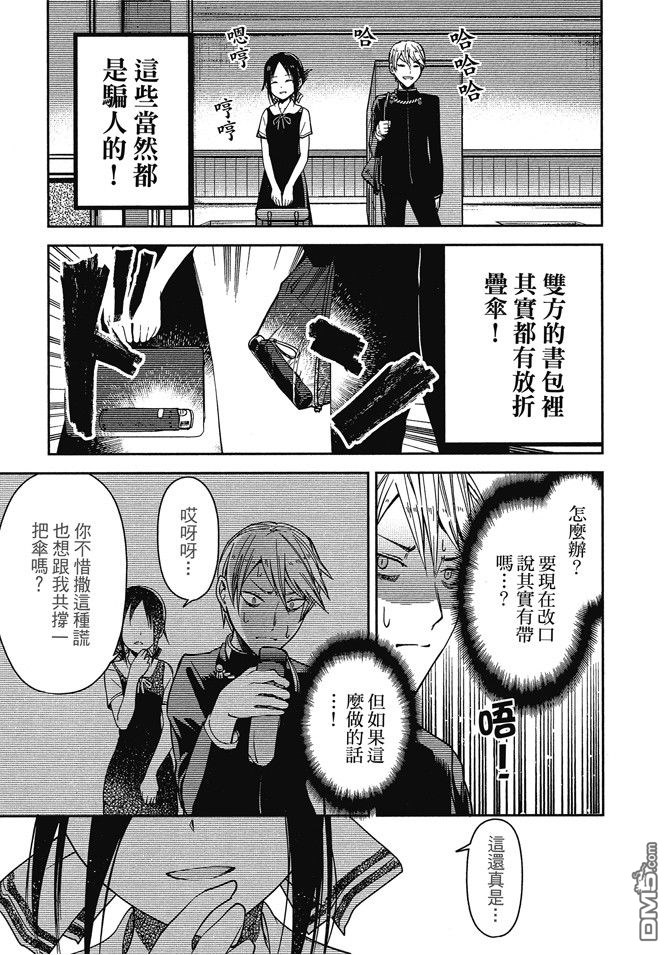 哈
哈
哈
哈
嗯
哼
哼
哼
這些當然都
是騙人的！
雙方的書包裡
其實都有放折
疊傘！
怎麼辦？
要現在改口
說其實有帶
嗎…？
唔！
但如果這
麼做的話
…！
哎呀呀…
你不惜撒這種謊
也想跟我共撐一
把傘嗎？
這還真是…
DM5.com